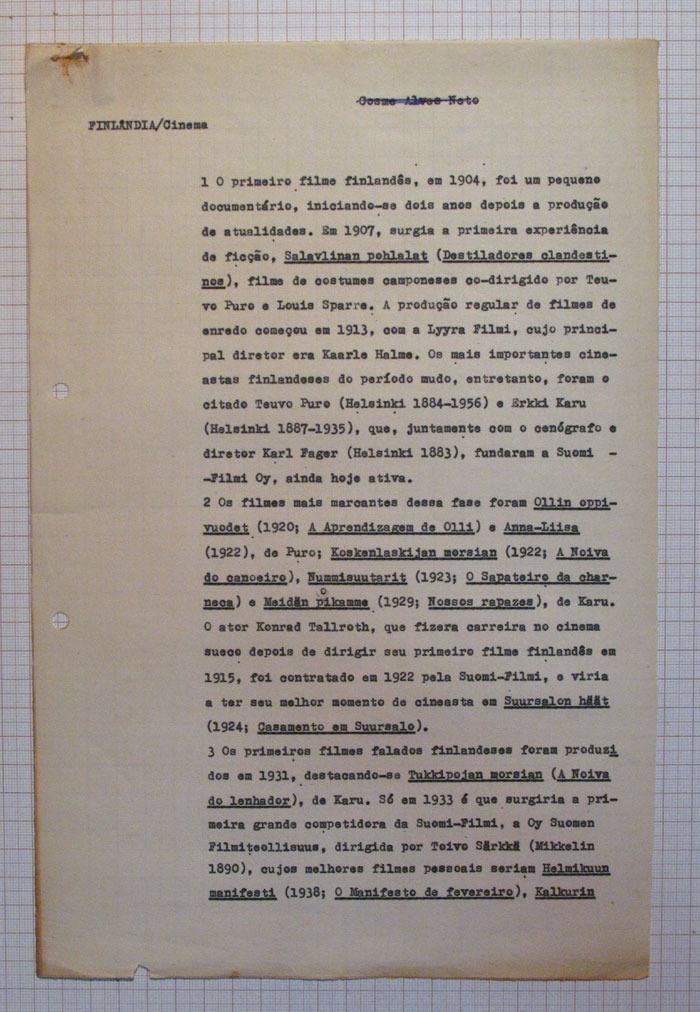 Cosme Alves Neto
FINLÂNDIA/Cinema
1 O primeiro filme finlandês, em 1904, foi um pequeno
documentário, iniciando-se dois anos depois a produção
de atualidades. Em 1907, surgia a primeira experiência
de ficção, Salavlinan pohlalat (Destiladores clandesti-
nos), filme de costumes camponeses co-dirigido por Teu-
vo Puro e Louis Sparre. A produção regular de filmes de
enredo começou em 1913, com a Lyyra Filmi, cujo princi-
pal diretor era Kaarle Halme. Os mais importantes cine-
astas finlandeses do período mudo, entretanto, foram o
citado Teuvo Puro (Helsinki 1884-1956) e Erkki Karu
(Helsinki 1887-1935), que, juntamente com o cenógrafo e
diretor Karl Fager (Helsinki 1883), fundaram a Suomi -
-Filmi Oy, ainda hoje ativa.
2 Os filmes mais marcantes dessa fase foram Ollin oppi-
vuodet (1920; A Aprendizagem de Olli) e Anna-Liisa
(1922), de Puro; Koskenlaskijan morsian (1922; A Noiva
do canoeiro), Nummisuutarit (1923; O Sapateiro da char-
neca) e Meidän poikamme (1929; Nossos rapazes), de Karu.
O ator Konrad Tallroth, que fizera carreira no cinema
sueco depois de dirigir seu primeiro filme finlandês em
1915, foi contratado em 1922 pela Suomi-Filmi, e viria
a ter seu melhor momento de cineasta em Suursalon häät
(1924; Casamento em Suursalo).
3 Os primeiros filmes falados finlandeses foram produzi
dos em 1931, destacando-se Tukkipojan morsian (A Noiva
do lenhador), de Karu. Só em 1933 é que surgiria a pri-
meira grande competidora da Suomi-Filmi, a Oy Suomen
Filmiteollisuus, dirigida por Toivo Särkkä (Mikkelin
1890), cujos melhores filmes pessoais seriam Helmikuun
manifesti (1938; O Manifesto de fevereiro), Kalkurin